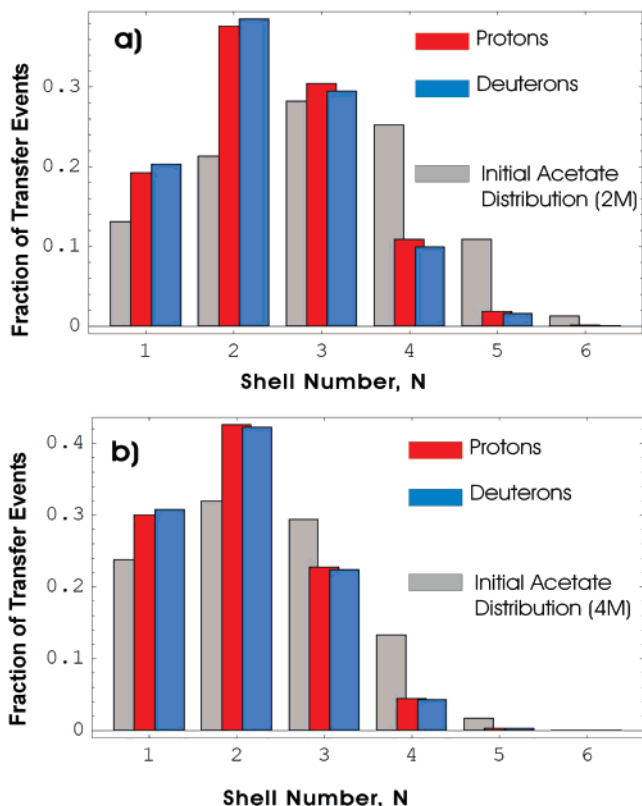 a)
Protons
Deuterons
Initial Acetate
Distribution (2M)
Fraction of Transfer Events
0.3
0.2
0.1
0
1 2 3 4 5 6
Shell Number, N
b)
Protons
Deuterons
Initial Acetate
Distribution (4M)
Fraction of Transfer Events
0.4
0.3
0.2
0.1
0
1 2 3 4 5 6
Shell Number, N